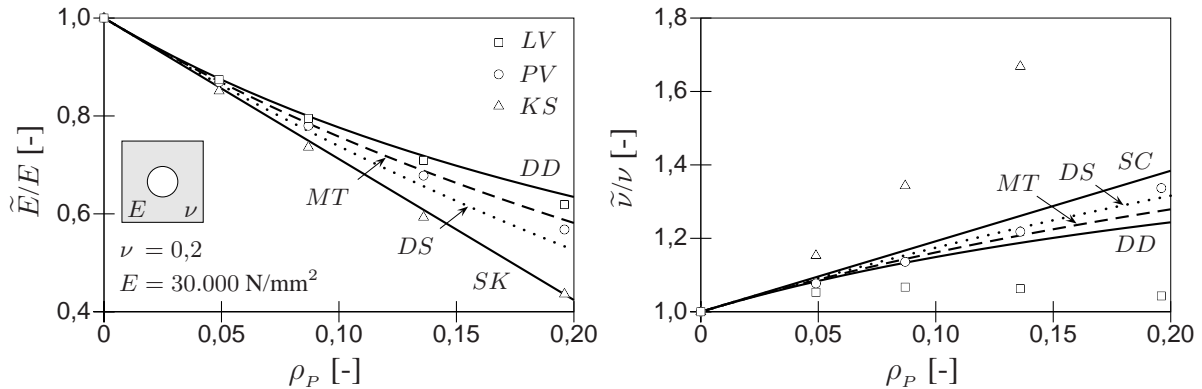 1,0
0,8
0,6
0,4
Ẽ/E [-]
LV
PV
KS
DD
MT
DS
SK
E ν
ν = 0,2
E = 30.000 N/mm²
0 0,05 0,10 0,15 0,20
ρ_P [-]
1,8
1,6
1,4
1,2
1,0
ν̃/ν [-]
SC
DS
MT
DD
0 0,05 0,10 0,15 0,20
ρ_P [-]